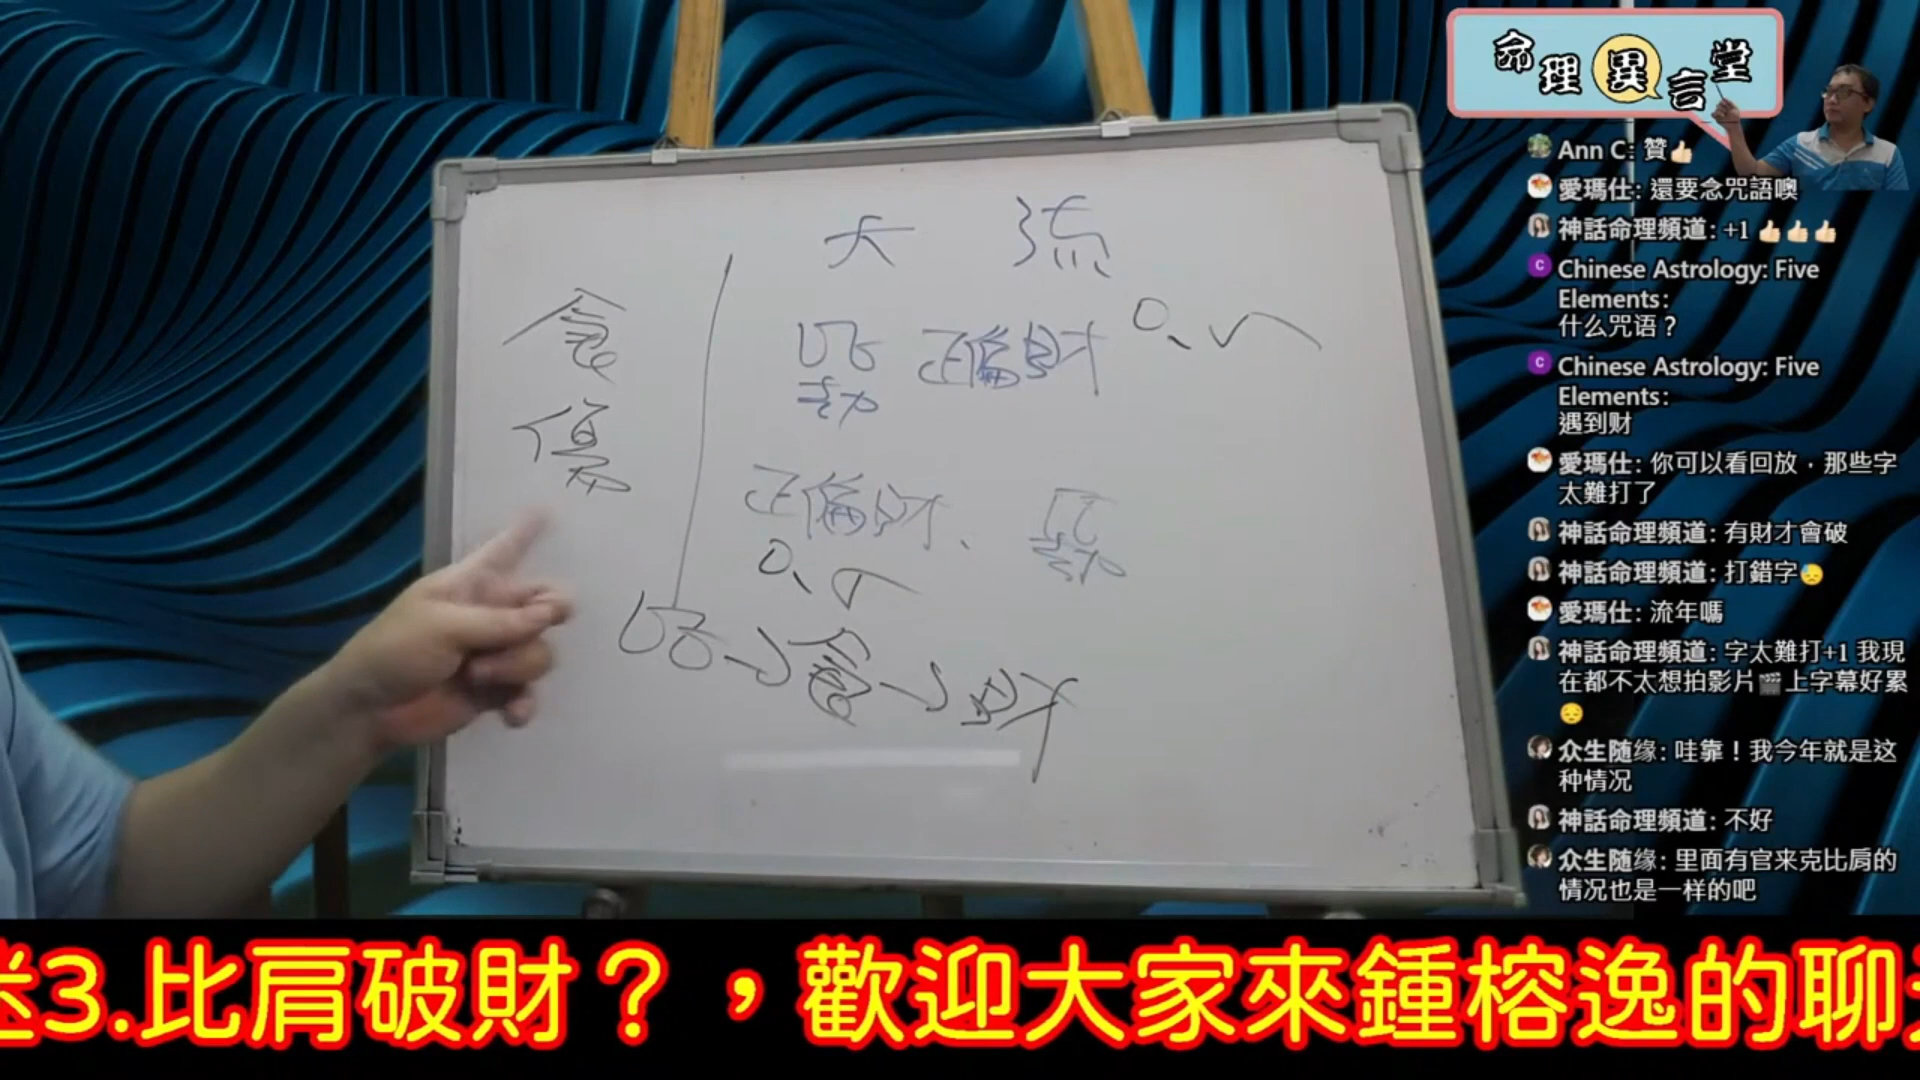 命理異言堂
大 流
食
傷
比 正偏財
劫
正偏財、比
劫
比→食→財
Ann C: 贊👍
愛瑪仕: 還要念咒語噢
神話命理頻道: +1 👍👍👍
Chinese Astrology: Five
Elements:
什么咒语？
Chinese Astrology: Five
Elements:
遇到财
愛瑪仕: 你可以看回放，那些字
太難打了
神話命理頻道: 有財才會破
神話命理頻道: 打錯字😓
愛瑪仕: 流年嗎
神話命理頻道: 字太難打+1 我現
在都不太想拍影片🎬上字幕好累
😔
众生随缘: 哇靠！我今年就是这
种情况
神話命理頻道: 不好
众生随缘: 里面有官来克比肩的
情况也是一样的吧
3.比肩破財？，歡迎大家來鍾榕逸的聊